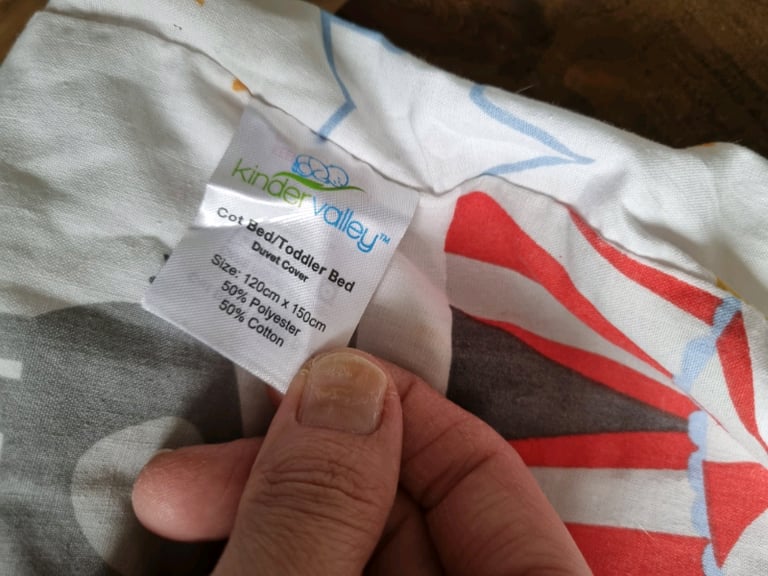 kindervalley™
Cot Bed/Toddler Bed
Duvet Cover
Size: 120cm x 150cm
50% Polyester
50% Cotton